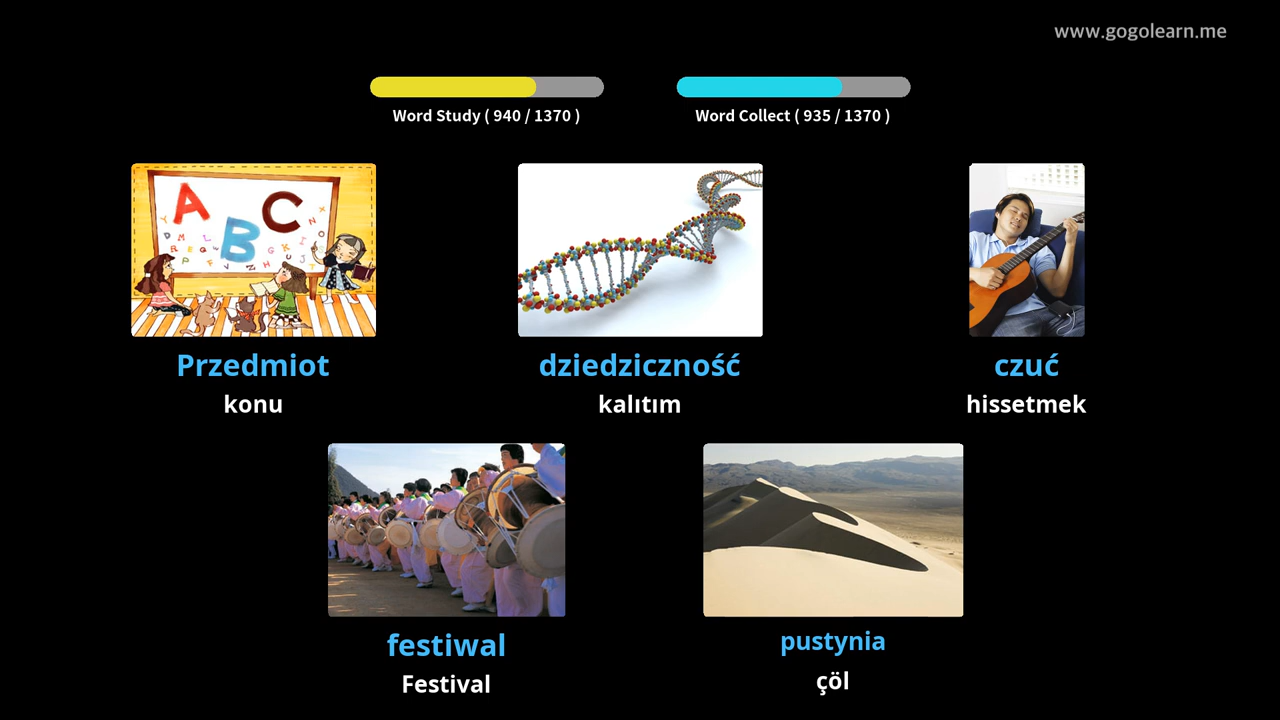 www.gogolearn.me
Word Study ( 940 / 1370 )
Word Collect ( 935 / 1370 )
A B C
Przedmiot
konu
dziedziczność
kalıtım
czuć
hissetmek
festiwal
Festival
pustynia
çöl